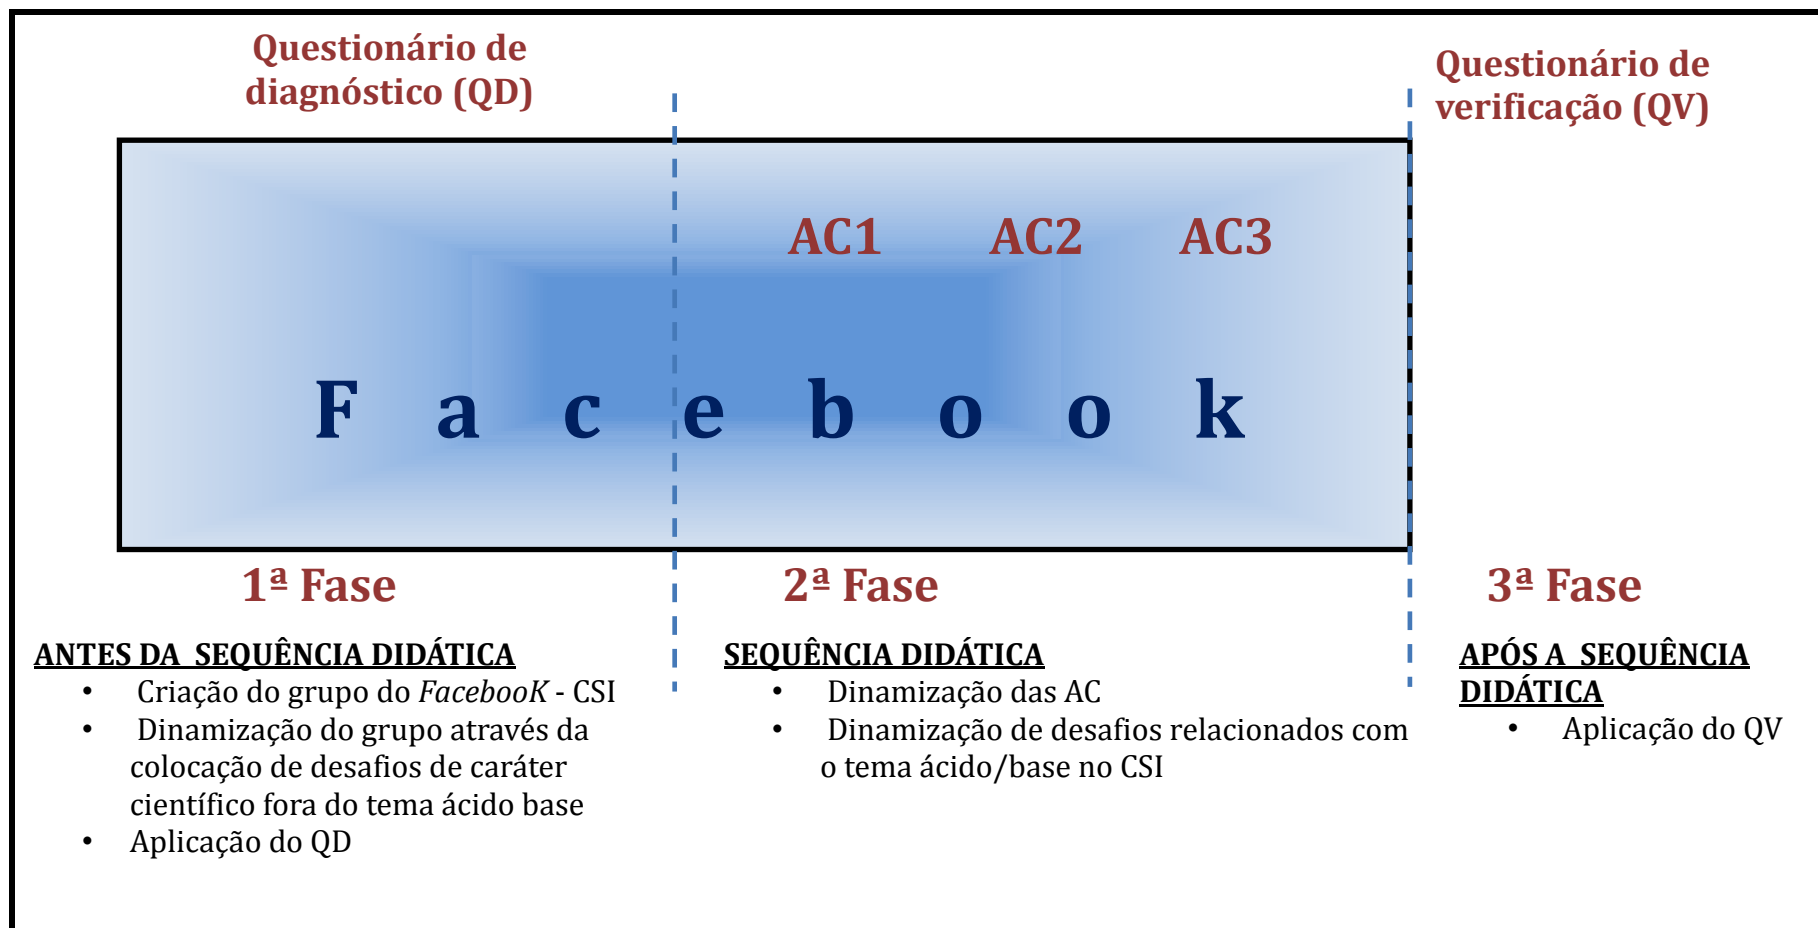 Questionário de
diagnóstico (QD)
Questionário de
verificação (QV)
AC1 AC2 AC3
F a c e b o o k
1ª Fase
2ª Fase
3ª Fase
ANTES DA SEQUÊNCIA DIDÁTICA
• Criação do grupo do FacebooK - CSI
• Dinamização do grupo através da
colocação de desafios de caráter
científico fora do tema ácido base
• Aplicação do QD
SEQUÊNCIA DIDÁTICA
• Dinamização das AC
• Dinamização de desafios relacionados com
o tema ácido/base no CSI
APÓS A SEQUÊNCIA
DIDÁTICA
• Aplicação do QV